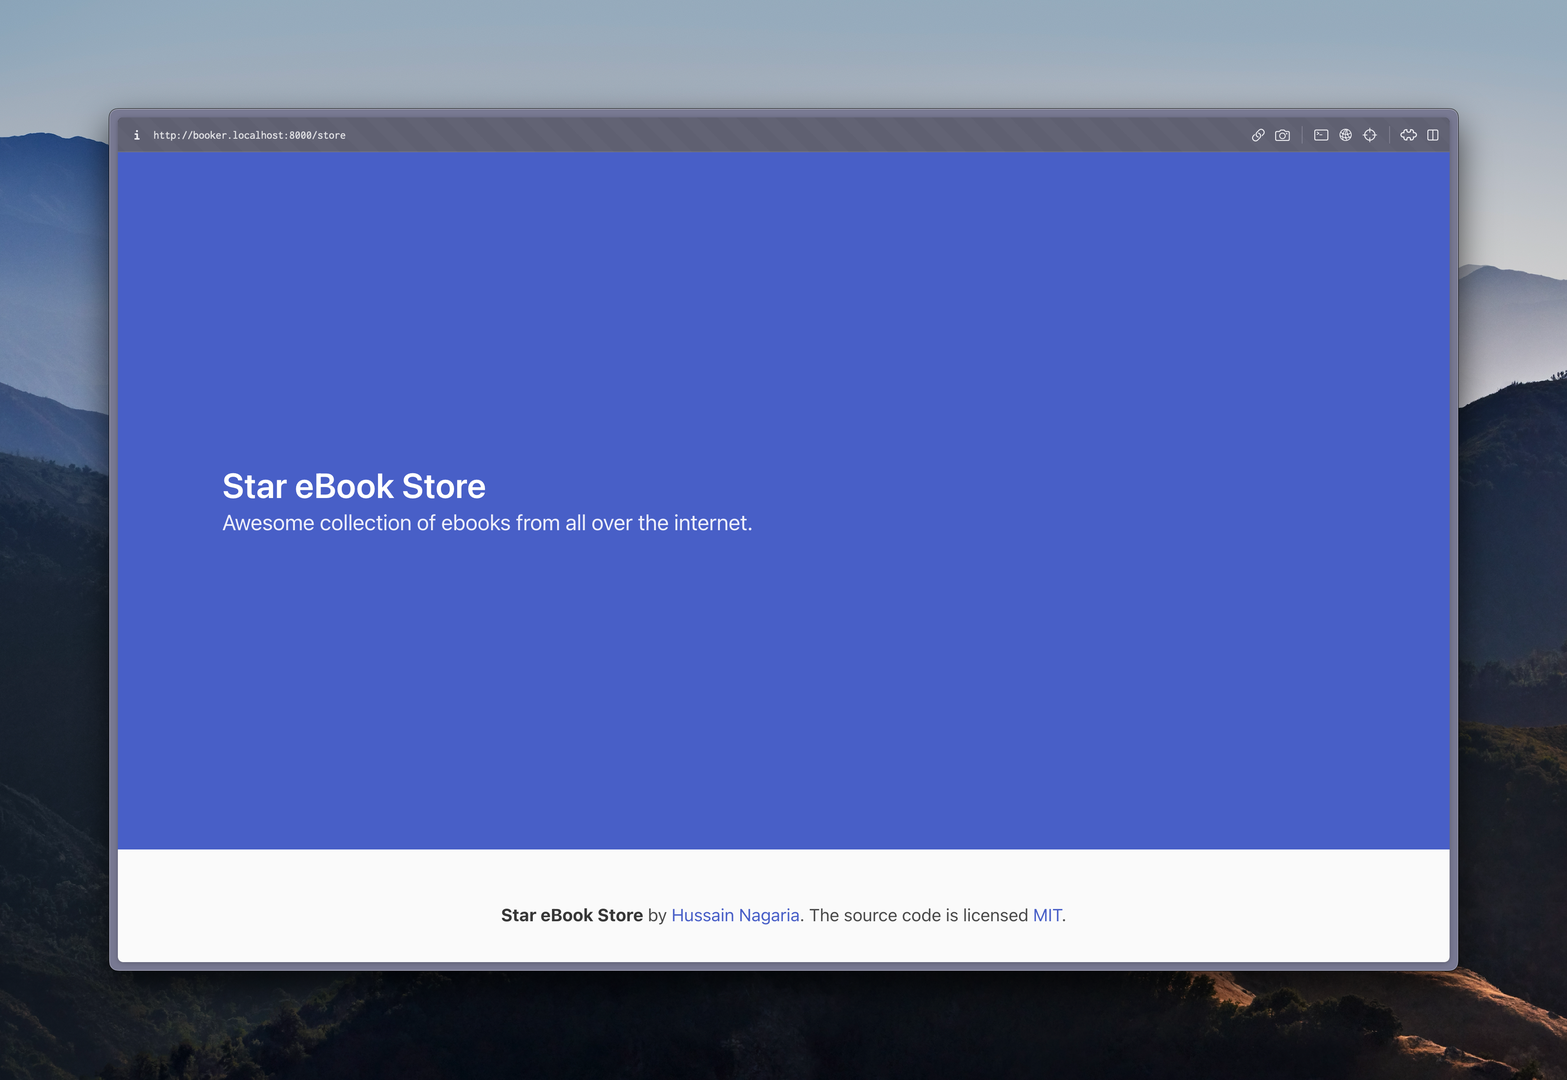 http://booker.localhost:8000/store
Star eBook Store
Awesome collection of ebooks from all over the internet.
Star eBook Store by Hussain Nagaria. The source code is licensed MIT.